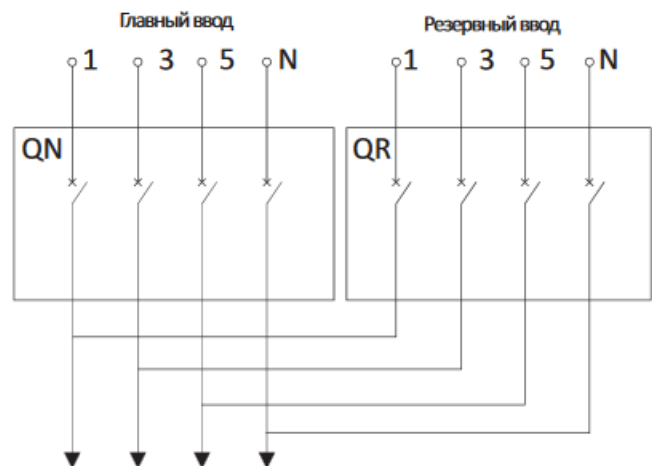 Главный ввод
Резервный ввод
1 3 5 N
1 3 5 N
QN
QR